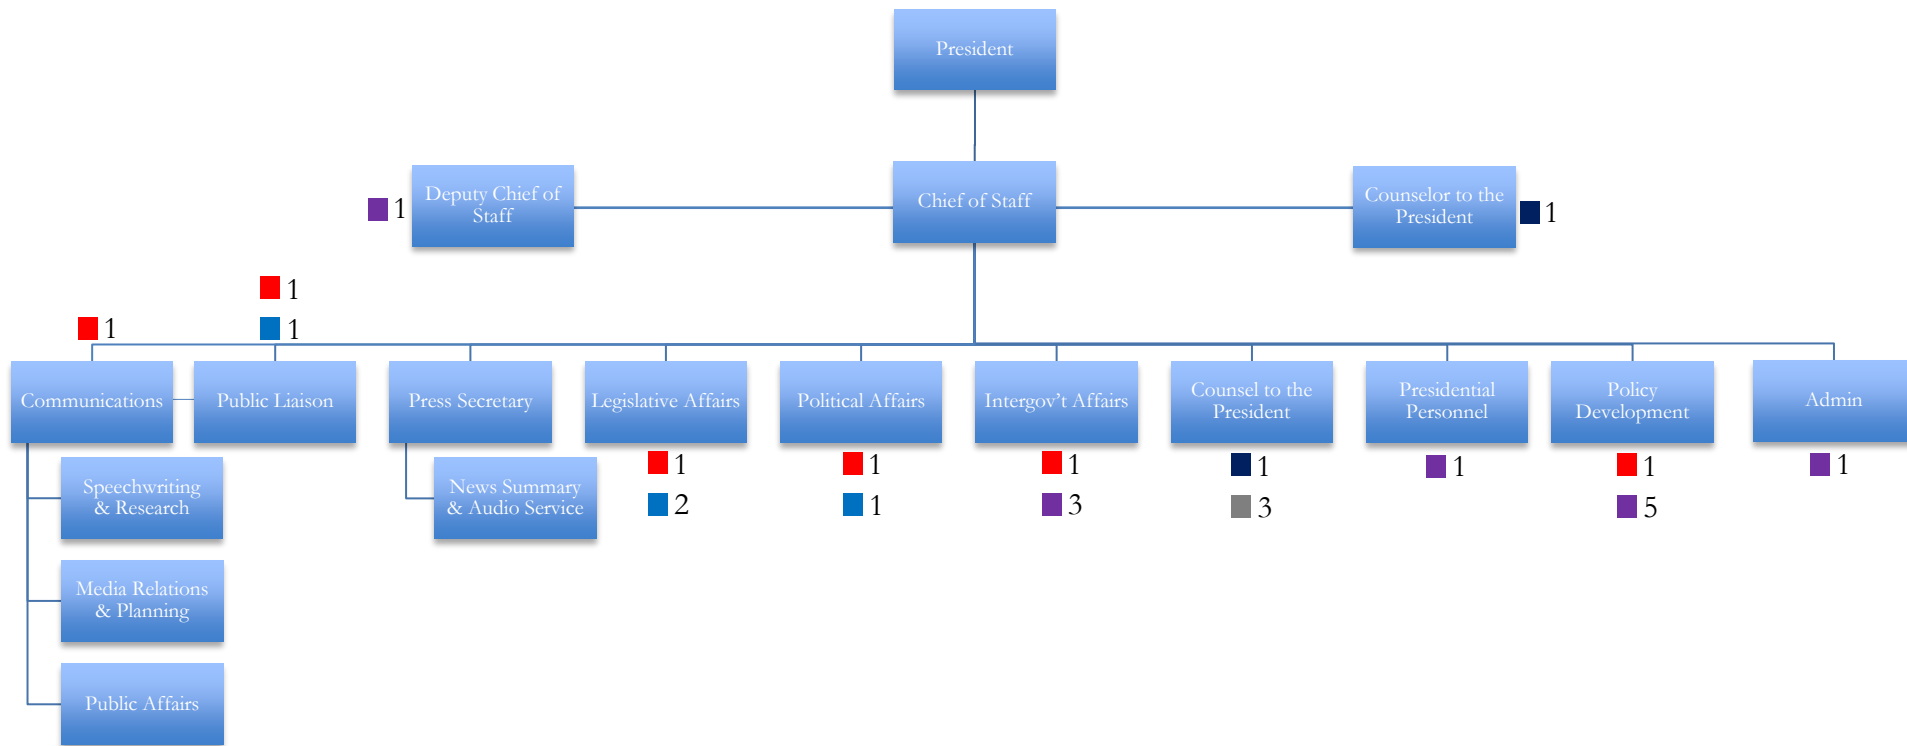 President
Deputy Chief of
Staff
1
Chief of Staff
Counselor to the
President
1
1
1
1
Communications
Public Liaison
Press Secretary
Legislative Affairs
Political Affairs
Intergov't Affairs
Counsel to the
President
Presidential
Personnel
Policy
Development
Admin
1
1
1
1
1
1
1
2
1
3
3
5
Speechwriting
& Research
News Summary
& Audio Service
Media Relations
& Planning
Public Affairs